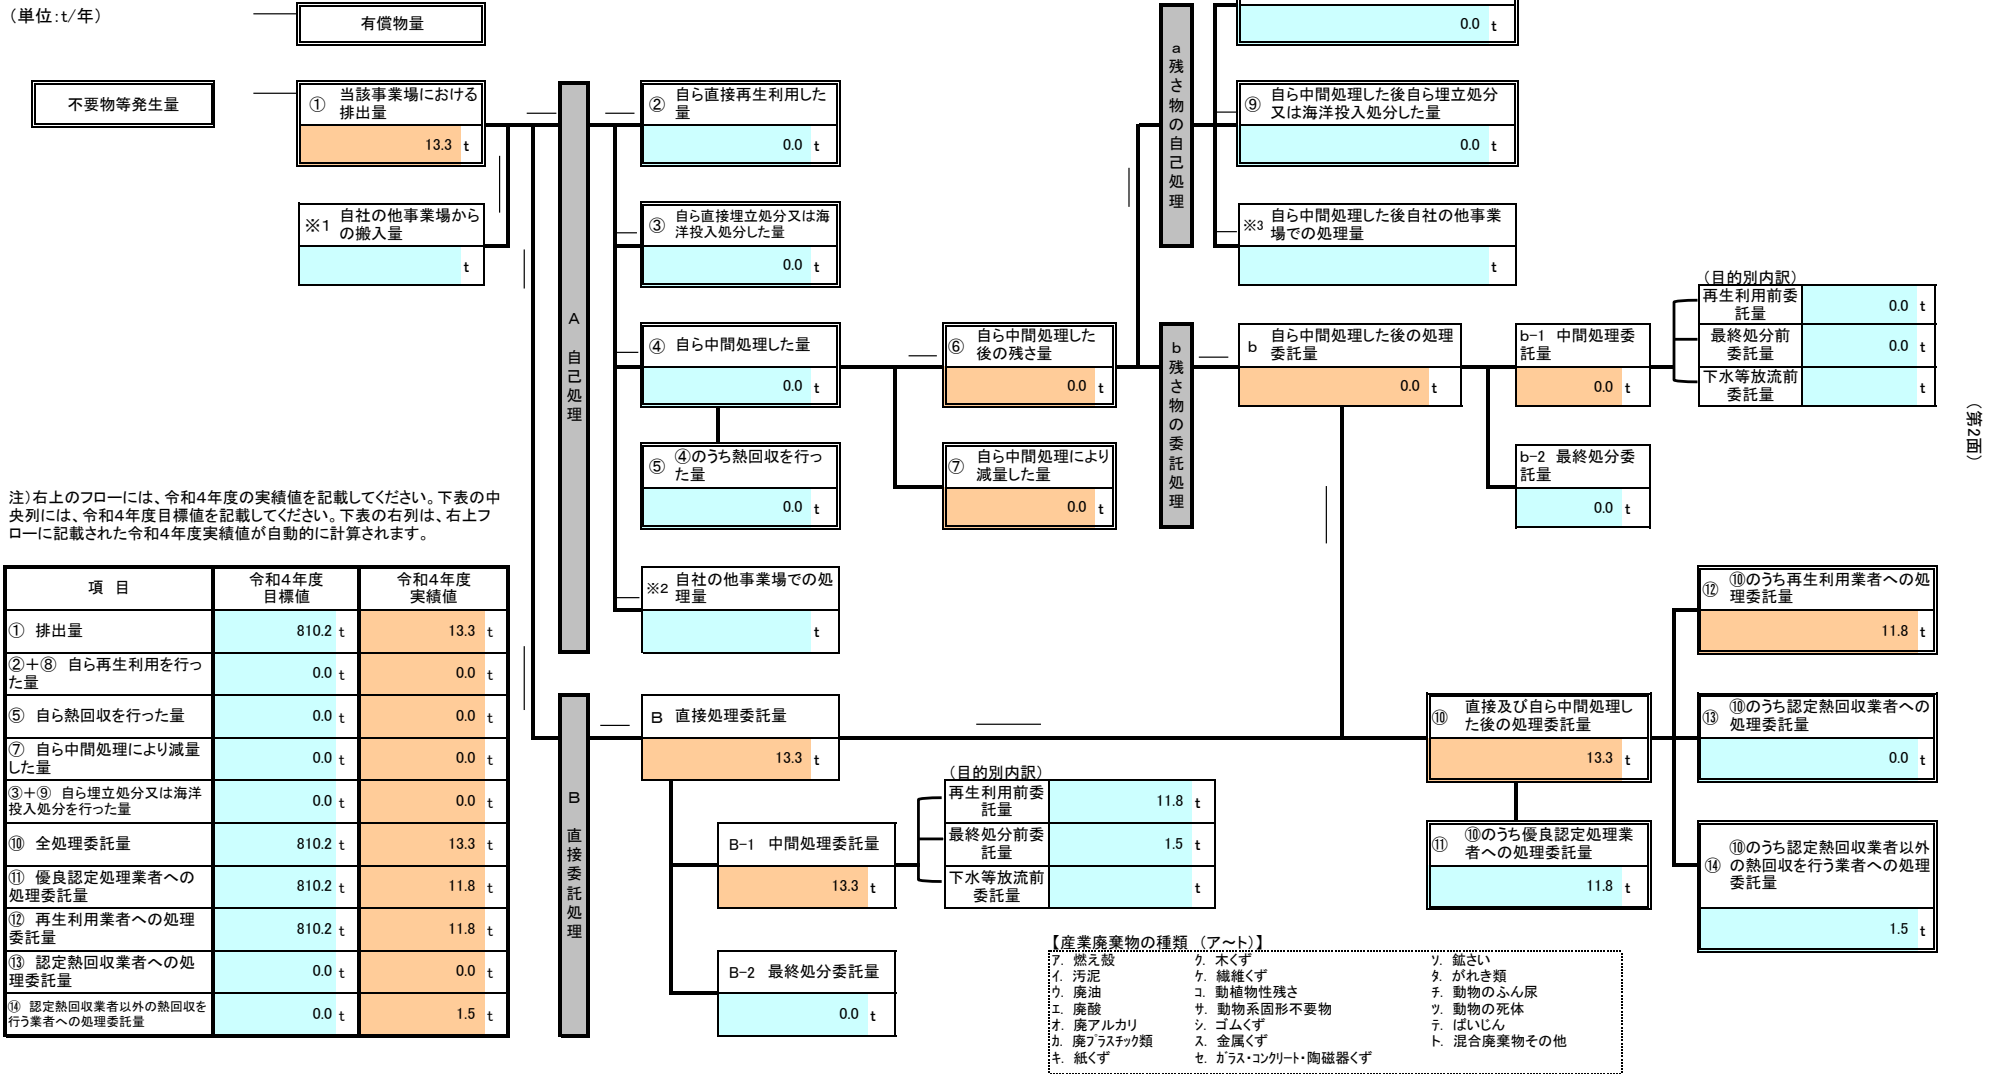 （単位:t/年）
有償物量
0.0 t
不要物等発生量
① 当該事業場における
排出量
13.3 t
② 自ら直接再生利用した
量
0.0 t
⑨ 自ら中間処理した後自ら埋立処分
又は海洋投入処分した量
0.0 t
a 残さ物の自己処理
※1 自社の他事業場から
の搬入量
t
③ 自ら直接埋立処分又は海
洋投入処分した量
0.0 t
※3 自ら中間処理した後自社の他事業
場での処理量
t
A 自己処理
④ 自ら中間処理した量
0.0 t
⑥ 自ら中間処理した
後の残さ量
0.0 t
b 残さ物の委託処理
b 自ら中間処理した後の処理
委託量
0.0 t
b-1 中間処理委
託量
0.0 t
（目的別内訳）
再生利用前委
託量
0.0 t
最終処分前
委託量
0.0 t
下水等放流前
委託量
t
（第2面）
⑤ ④のうち熱回収を行っ
た量
0.0 t
⑦ 自ら中間処理により
減量した量
0.0 t
b-2 最終処分委
託量
0.0 t
注）右上のフローには、令和4年度の実績値を記載してください。下表の中
央列には、令和4年度目標値を記載してください。下表の右列は、右上フ
ローに記載された令和4年度実績値が自動的に計算されます。
※2 自社の他事業場での処
理量
t
項 目 令和4年度
目標値 令和4年度
実績値
① 排出量 810.2 t 13.3 t
②+⑧ 自ら再生利用を行っ
た量 0.0 t 0.0 t
⑤ 自ら熱回収を行った量 0.0 t 0.0 t
⑦ 自ら中間処理により減量
した量 0.0 t 0.0 t
③+⑨ 自ら埋立処分又は海洋
投入処分を行った量 0.0 t 0.0 t
⑩ 全処理委託量 810.2 t 13.3 t
⑪ 優良認定処理業者への
処理委託量 810.2 t 11.8 t
⑫ 再生利用業者への処理
委託量 810.2 t 11.8 t
⑬ 認定熱回収業者への処
理委託量 0.0 t 0.0 t
⑭ 認定熱回収業者以外の熱回収を
行う業者への処理委託量 0.0 t 1.5 t
B 直接委託処理
B 直接処理委託量
13.3 t
B-1 中間処理委託量
13.3 t
B-2 最終処分委託量
0.0 t
（目的別内訳）
再生利用前委
託量
11.8 t
最終処分前委
託量
1.5 t
下水等放流前
委託量
t
⑩ 直接及び自ら中間処理し
た後の処理委託量
13.3 t
⑪ ⑩のうち優良認定処理業
者への処理委託量
11.8 t
⑫ ⑩のうち再生利用業者への処
理委託量
11.8 t
⑬ ⑩のうち認定熱回収業者への
処理委託量
0.0 t
⑭ ⑩のうち認定熱回収業者以外
の熱回収を行う業者への処理
委託量
1.5 t
【産業廃棄物の種類 （ア～ト）】
ア. 燃え殻 ク. 木くず ソ. 鉱さい
イ. 汚泥 ケ. 繊維くず タ. がれき類
ウ. 廃油 コ. 動植物性残さ チ. 動物のふん尿
エ. 廃酸 サ. 動物系固形不要物 ツ. 動物の死体
オ. 廃アルカリ シ. ゴムくず テ. ばいじん
カ. 廃プラスチック類 ス. 金属くず ト. 混合廃棄物その他
キ. 紙くず セ. ガラス・コンクリート・陶磁器くず